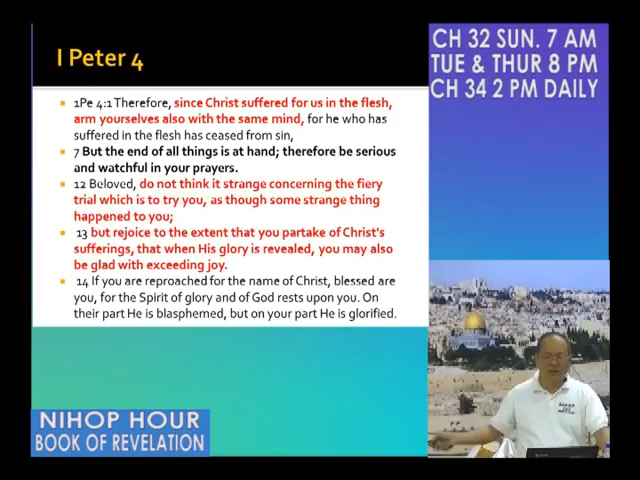 I Peter 4
1Pe 4:1 Therefore, since Christ suffered for us in the flesh,
arm yourselves also with the same mind, for he who has
suffered in the flesh has ceased from sin,
7 But the end of all things is at hand; therefore be serious
and watchful in your prayers.
12 Beloved, do not think it strange concerning the fiery
trial which is to try you, as though some strange thing
happened to you;
13 but rejoice to the extent that you partake of Christ's
sufferings, that when His glory is revealed, you may also
be glad with exceeding joy.
14 If you are reproached for the name of Christ, blessed are
you, for the Spirit of glory and of God rests upon you. On
their part He is blasphemed, but on your part He is glorified.
CH 32 SUN. 7 AM
TUE & THUR 8 PM
CH 34 2 PM DAILY
NIHOP HOUR
BOOK OF REVELATION